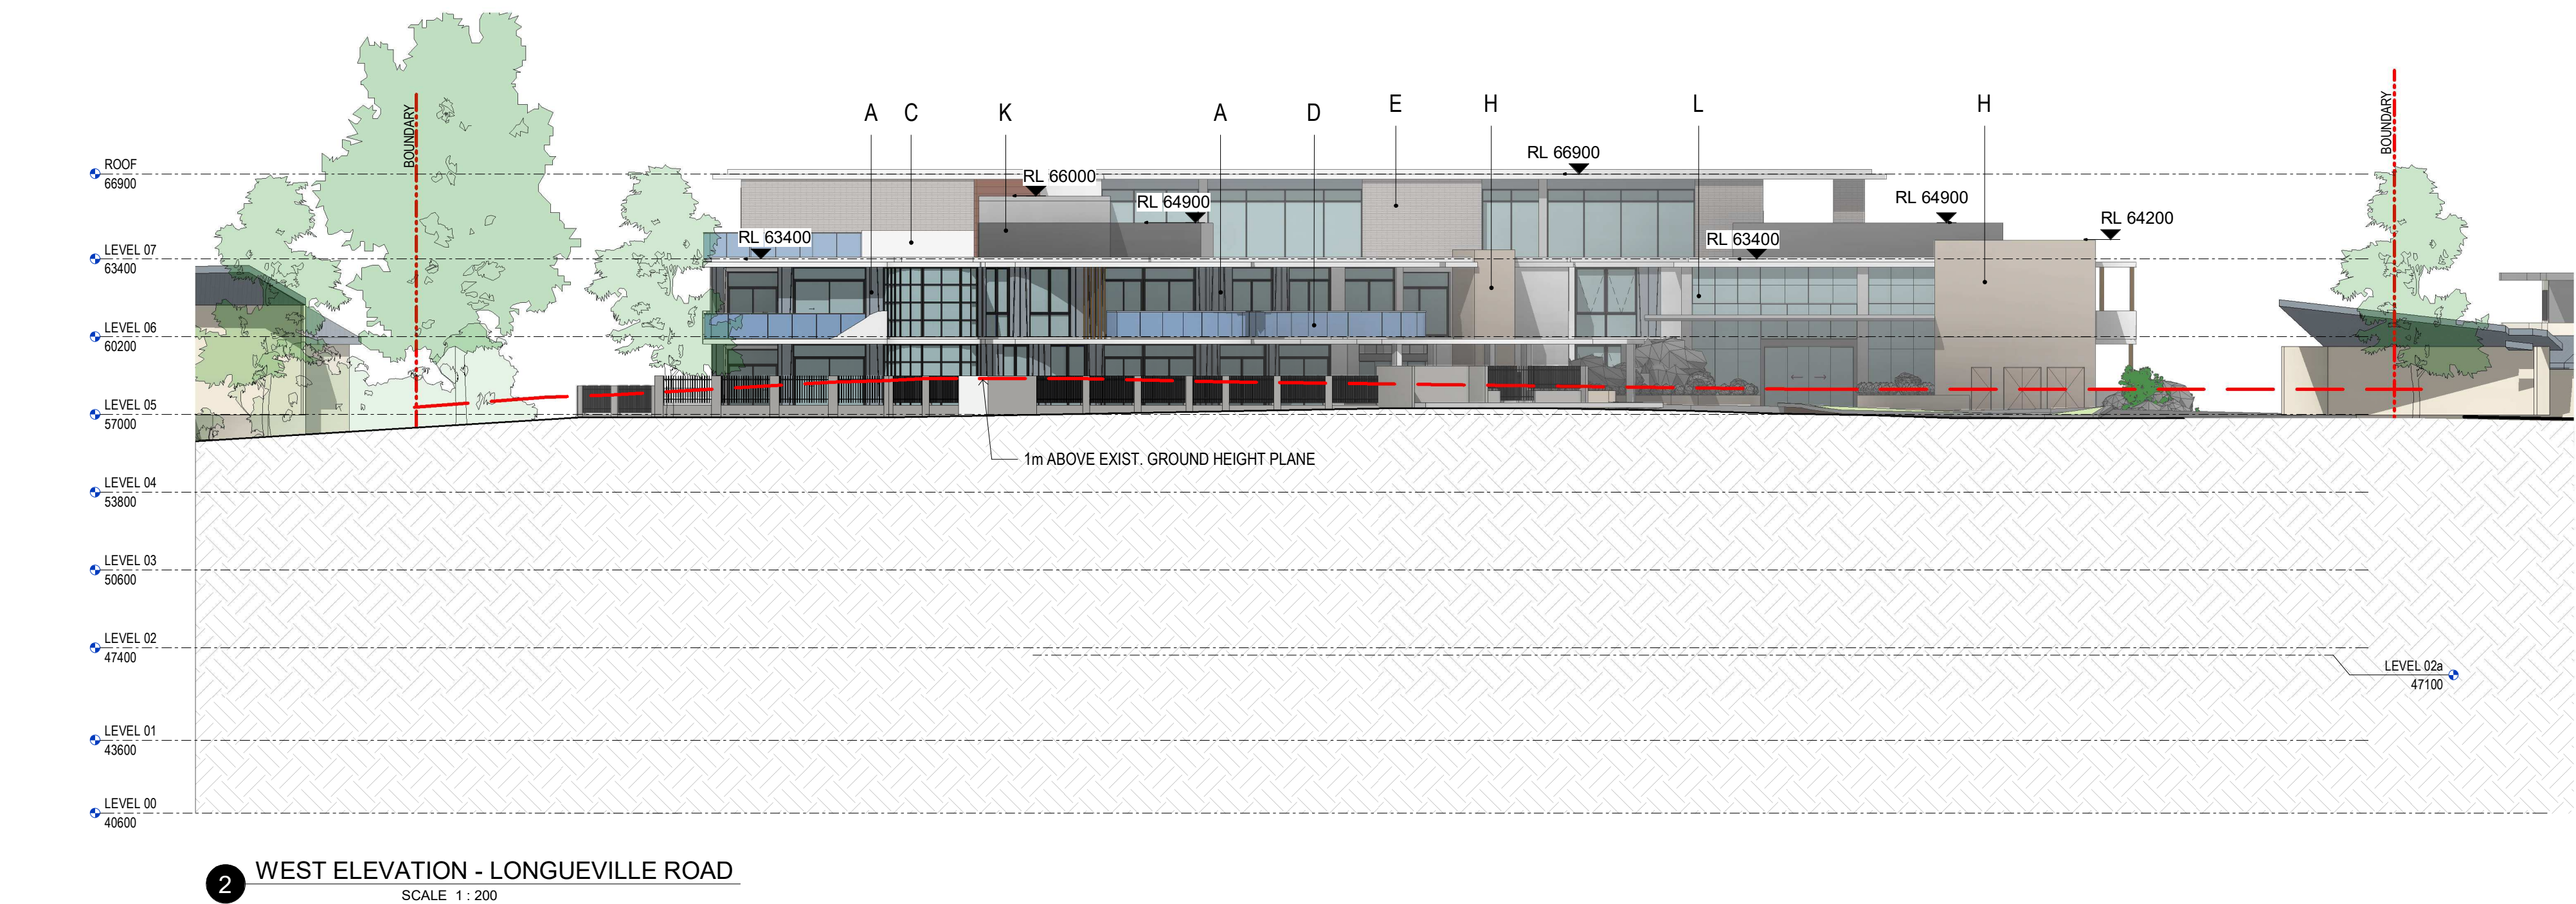 BOUNDARY
BOUNDARY
A C K A D E H L H
ROOF
66900
RL 66900
RL 66000
RL 64900
RL 64900
RL 64200
RL 63400
RL 63400
LEVEL 07
63400
LEVEL 06
60200
LEVEL 05
57000
1m ABOVE EXIST. GROUND HEIGHT PLANE
LEVEL 04
53800
LEVEL 03
50600
LEVEL 02
47400
LEVEL 02a
47100
LEVEL 01
43600
LEVEL 00
40600
2 WEST ELEVATION - LONGUEVILLE ROAD
SCALE 1 : 200